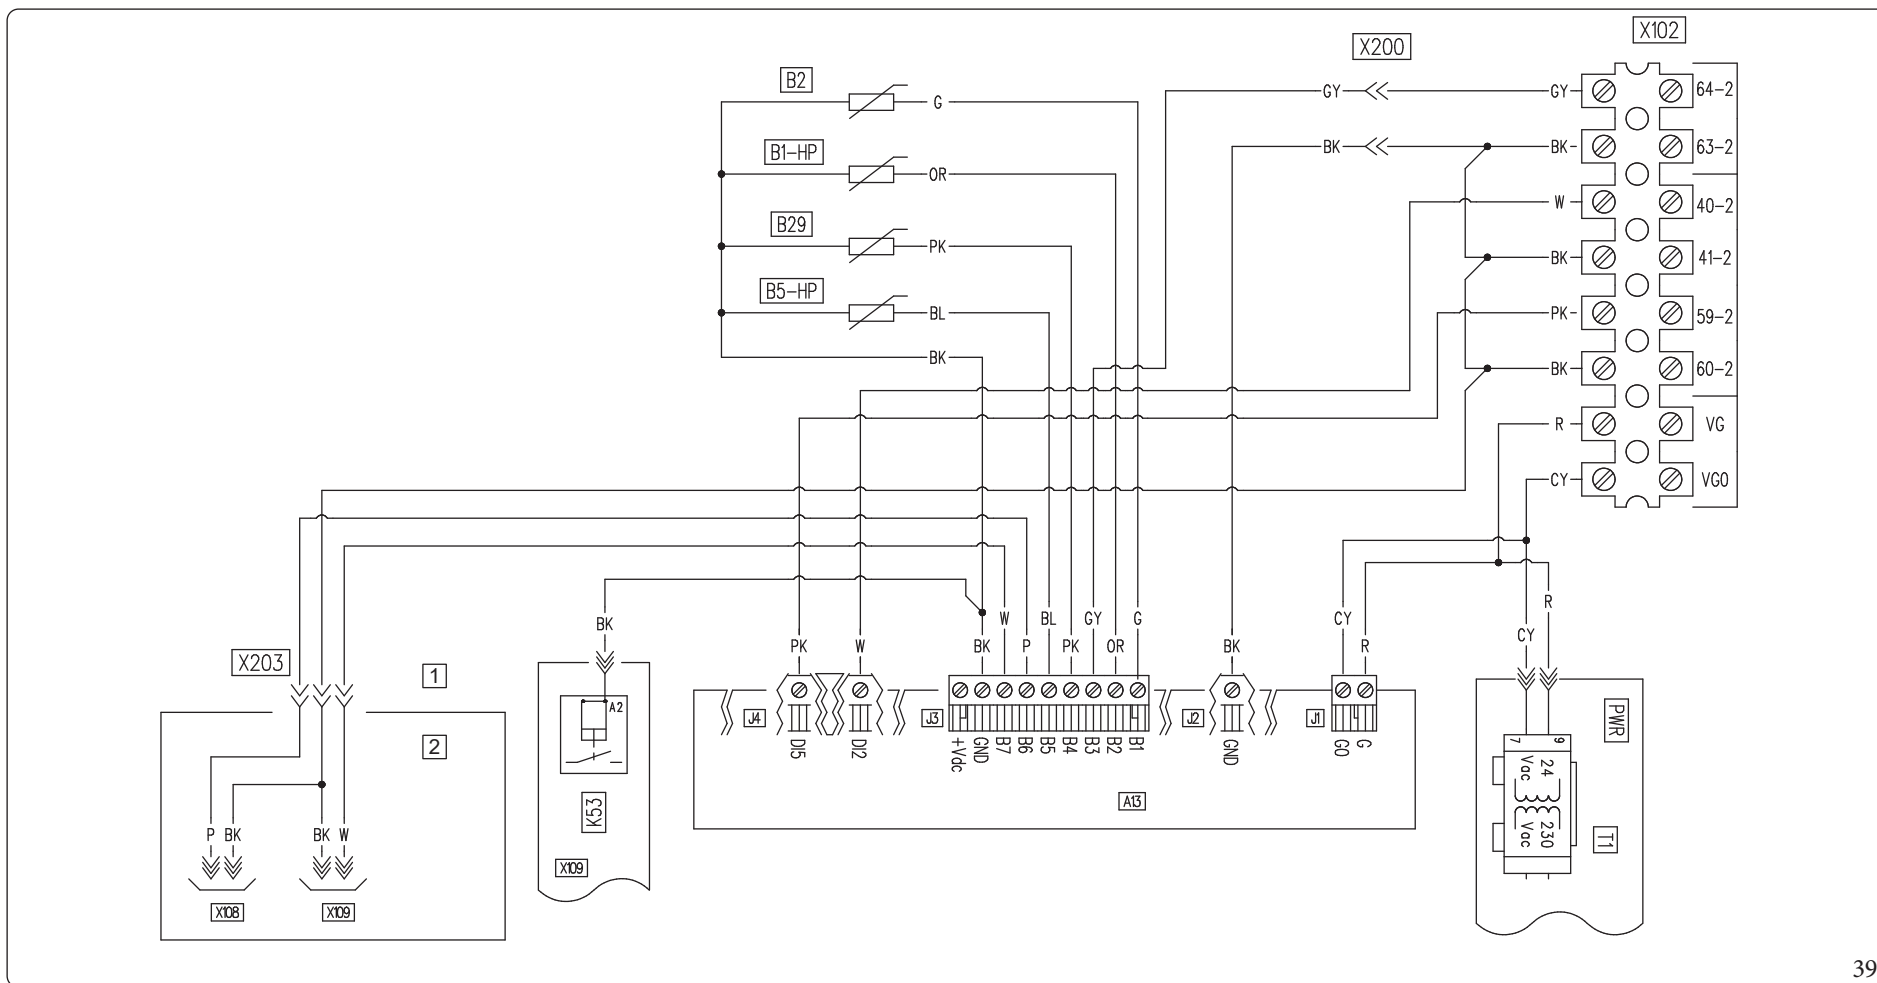 X102
X200
B2
G
GY
GY
64-2
B1-HP
OR
BK
BK
63-2
B29
PK
W
40-2
BK
41-2
B5-HP
BL
PK
59-2
BK
BK
60-2
R
VG
CY
VG0
BK
PK
W
BK
W
P
BL
PK
GY
OR
G
BK
CY
R
CY
R
X203
1
2
A2
J4
DI5
DI2
J3
+Vdc
GND
B7
B6
B5
B4
B3
B2
B1
J2
GND
J1
G0
G
PWR
7
9
24
Vac
230
Vac
T1
K53
A13
P
BK
BK
W
X109
X108
X109
39